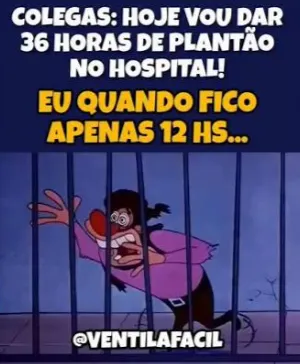 COLEGAS: HOJE VOU DAR
36 HORAS DE PLANTÃO
NO HOSPITAL!
EU QUANDO FICO
APENAS 12 HS...
@VENTILAFACIL